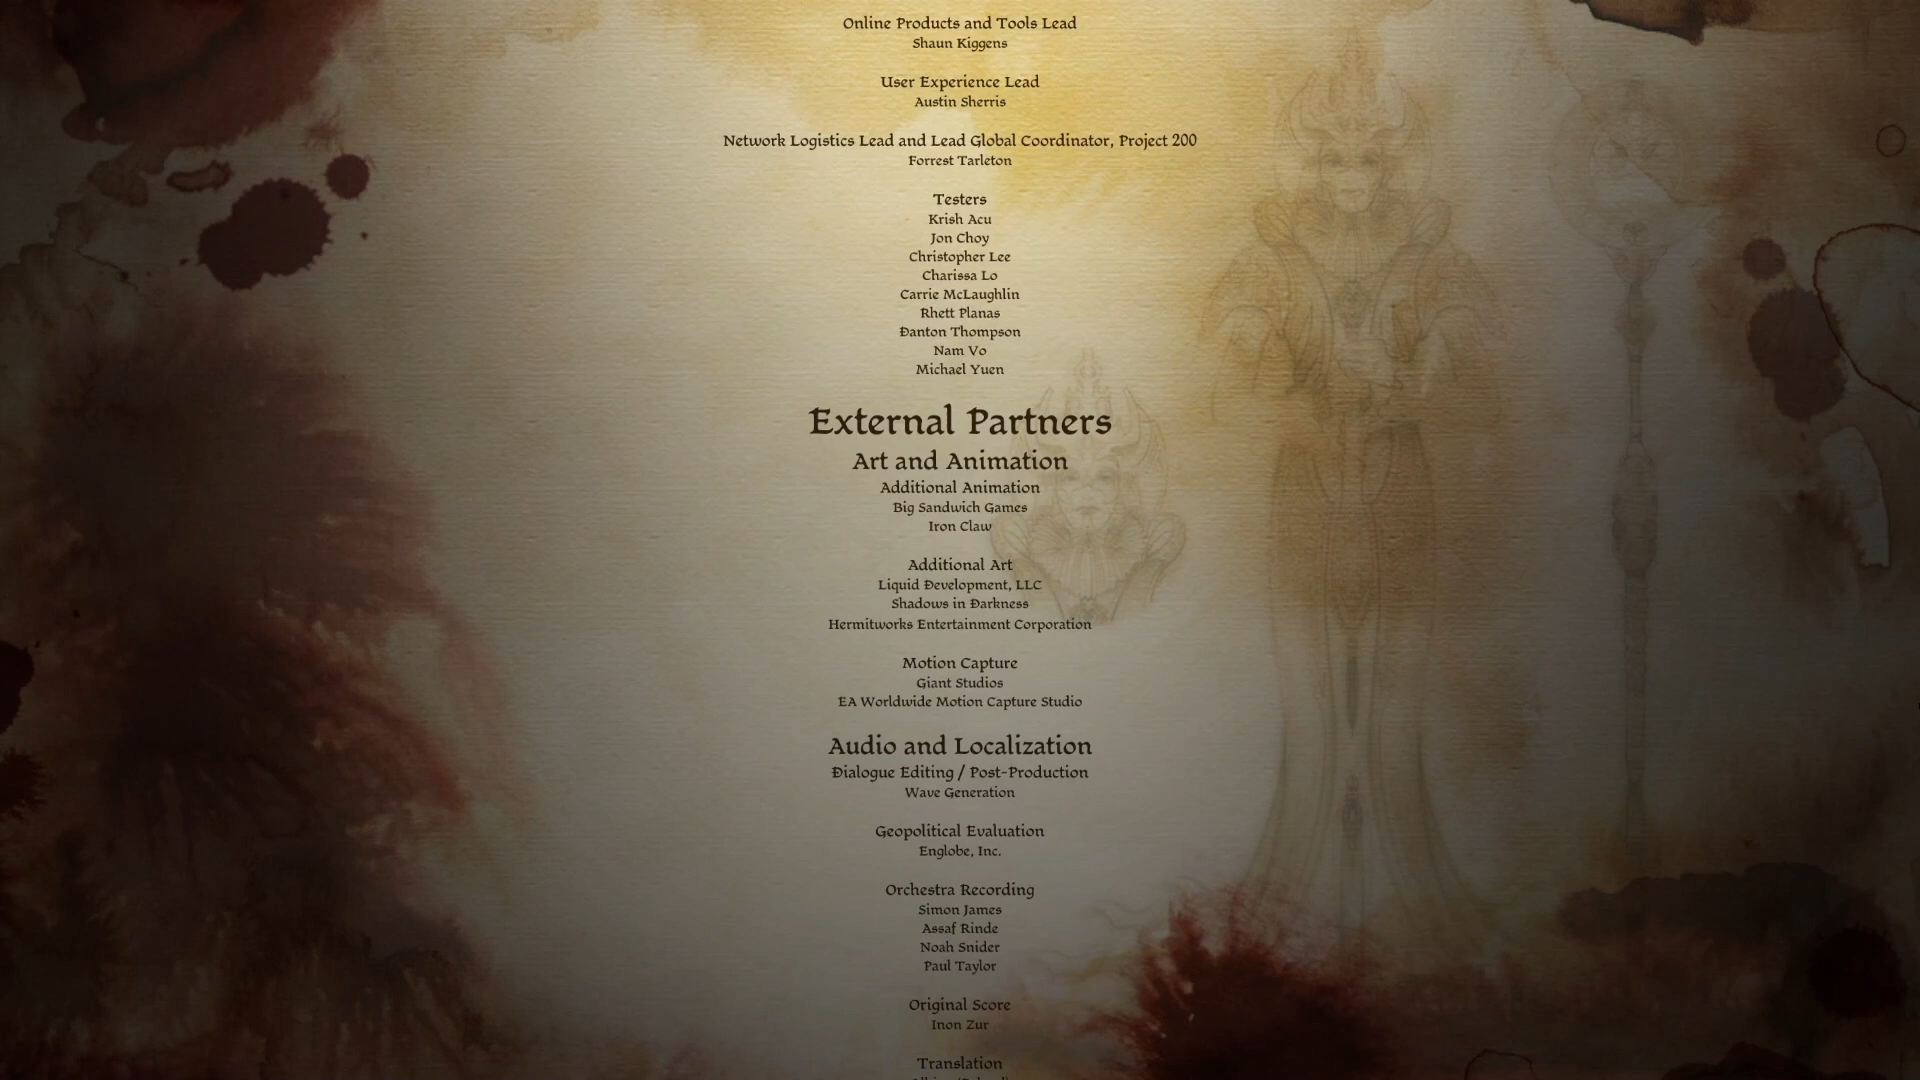 Online Products and Tools Lead
Shaun Kiggens
User Experience Lead
Austin Sherris
Network Logistics Lead and Lead Global Coordinator, Project 200
Forrest Tarleton
Testers
Krish Acu
Jon Choy
Christopher Lee
Charissa Lo
Carrie McLaughlin
Rhett Planas
Danton Thompson
Nam Vo
Michael Yuen
External Partners
Art and Animation
Additional Animation
Big Sandwich Games
Iron Claw
Additional Art
Liquid Development, LLC
Shadows in Darkness
Hermitworks Entertainment Corporation
Motion Capture
Giant Studios
EA Worldwide Motion Capture Studio
Audio and Localization
Dialogue Editing / Post-Production
Wave Generation
Geopolitical Evaluation
Englobe, Inc.
Orchestra Recording
Simon James
Assaf Rinde
Noah Snider
Paul Taylor
Original Score
Inon Zur
Translation